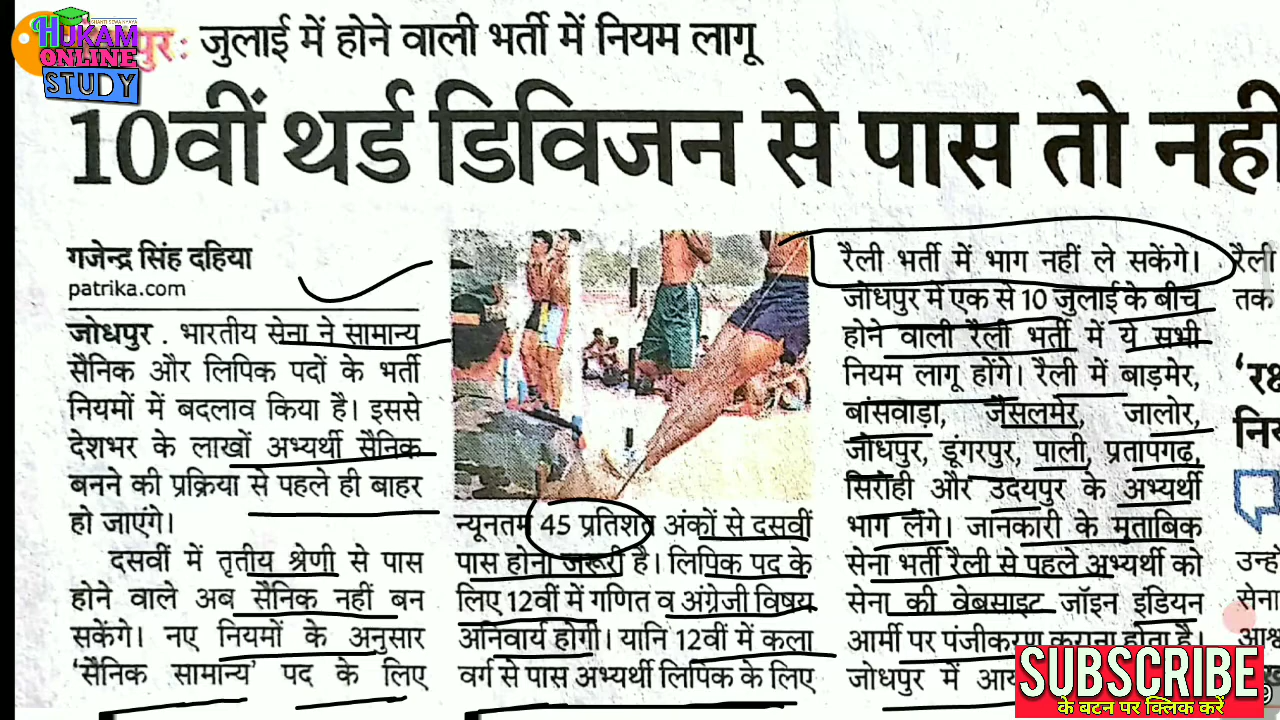 SHANTI SEWA NYAYA
HUKAM
ONLINE
STUDY
पुर: जुलाई में होने वाली भर्ती में नियम लागू
10वीं थर्ड डिविजन से पास तो नहीं
गजेन्द्र सिंह दहिया
patrika.com
जोधपुर . भारतीय सेना ने सामान्य
सैनिक और लिपिक पदों के भर्ती
नियमों में बदलाव किया है। इससे
देशभर के लाखों अभ्यर्थी सैनिक
बनने की प्रक्रिया से पहले ही बाहर
हो जाएंगे।
दसवीं में तृतीय श्रेणी से पास
होने वाले अब सैनिक नहीं बन
सकेंगे। नए नियमों के अनुसार
'सैनिक सामान्य' पद के लिए
न्यूनतम 45 प्रतिशत अंकों से दसवीं
पास होना जरूरी है। लिपिक पद के
लिए 12वीं में गणित व अंग्रेजी विषय
अनिवार्य होगी। यानि 12वीं में कला
वर्ग से पास अभ्यर्थी लिपिक के लिए
रैली भर्ती में भाग नहीं ले सकेंगे।
जोधपुर में एक से 10 जुलाई के बीच
होने वाली रैली भर्ती में ये सभी
नियम लागू होंगे। रैली में बाड़मेर,
बांसवाड़ा, जैसलमेर, जालोर,
जोधपुर, डूंगरपुर, पाली, प्रतापगढ़,
सिरोही और उदयपुर के अभ्यर्थी
भाग लेंगे। जानकारी के मुताबिक
सेना भर्ती रैली से पहले अभ्यर्थी को
सेना की वेबसाइट जॉइन इंडियन
आर्मी पर पंजीकरण कराना होता है।
जोधपुर में
रैली
तक
उन्हें
सेना
SUBSCRIBE
के बटन पर क्लिक करें